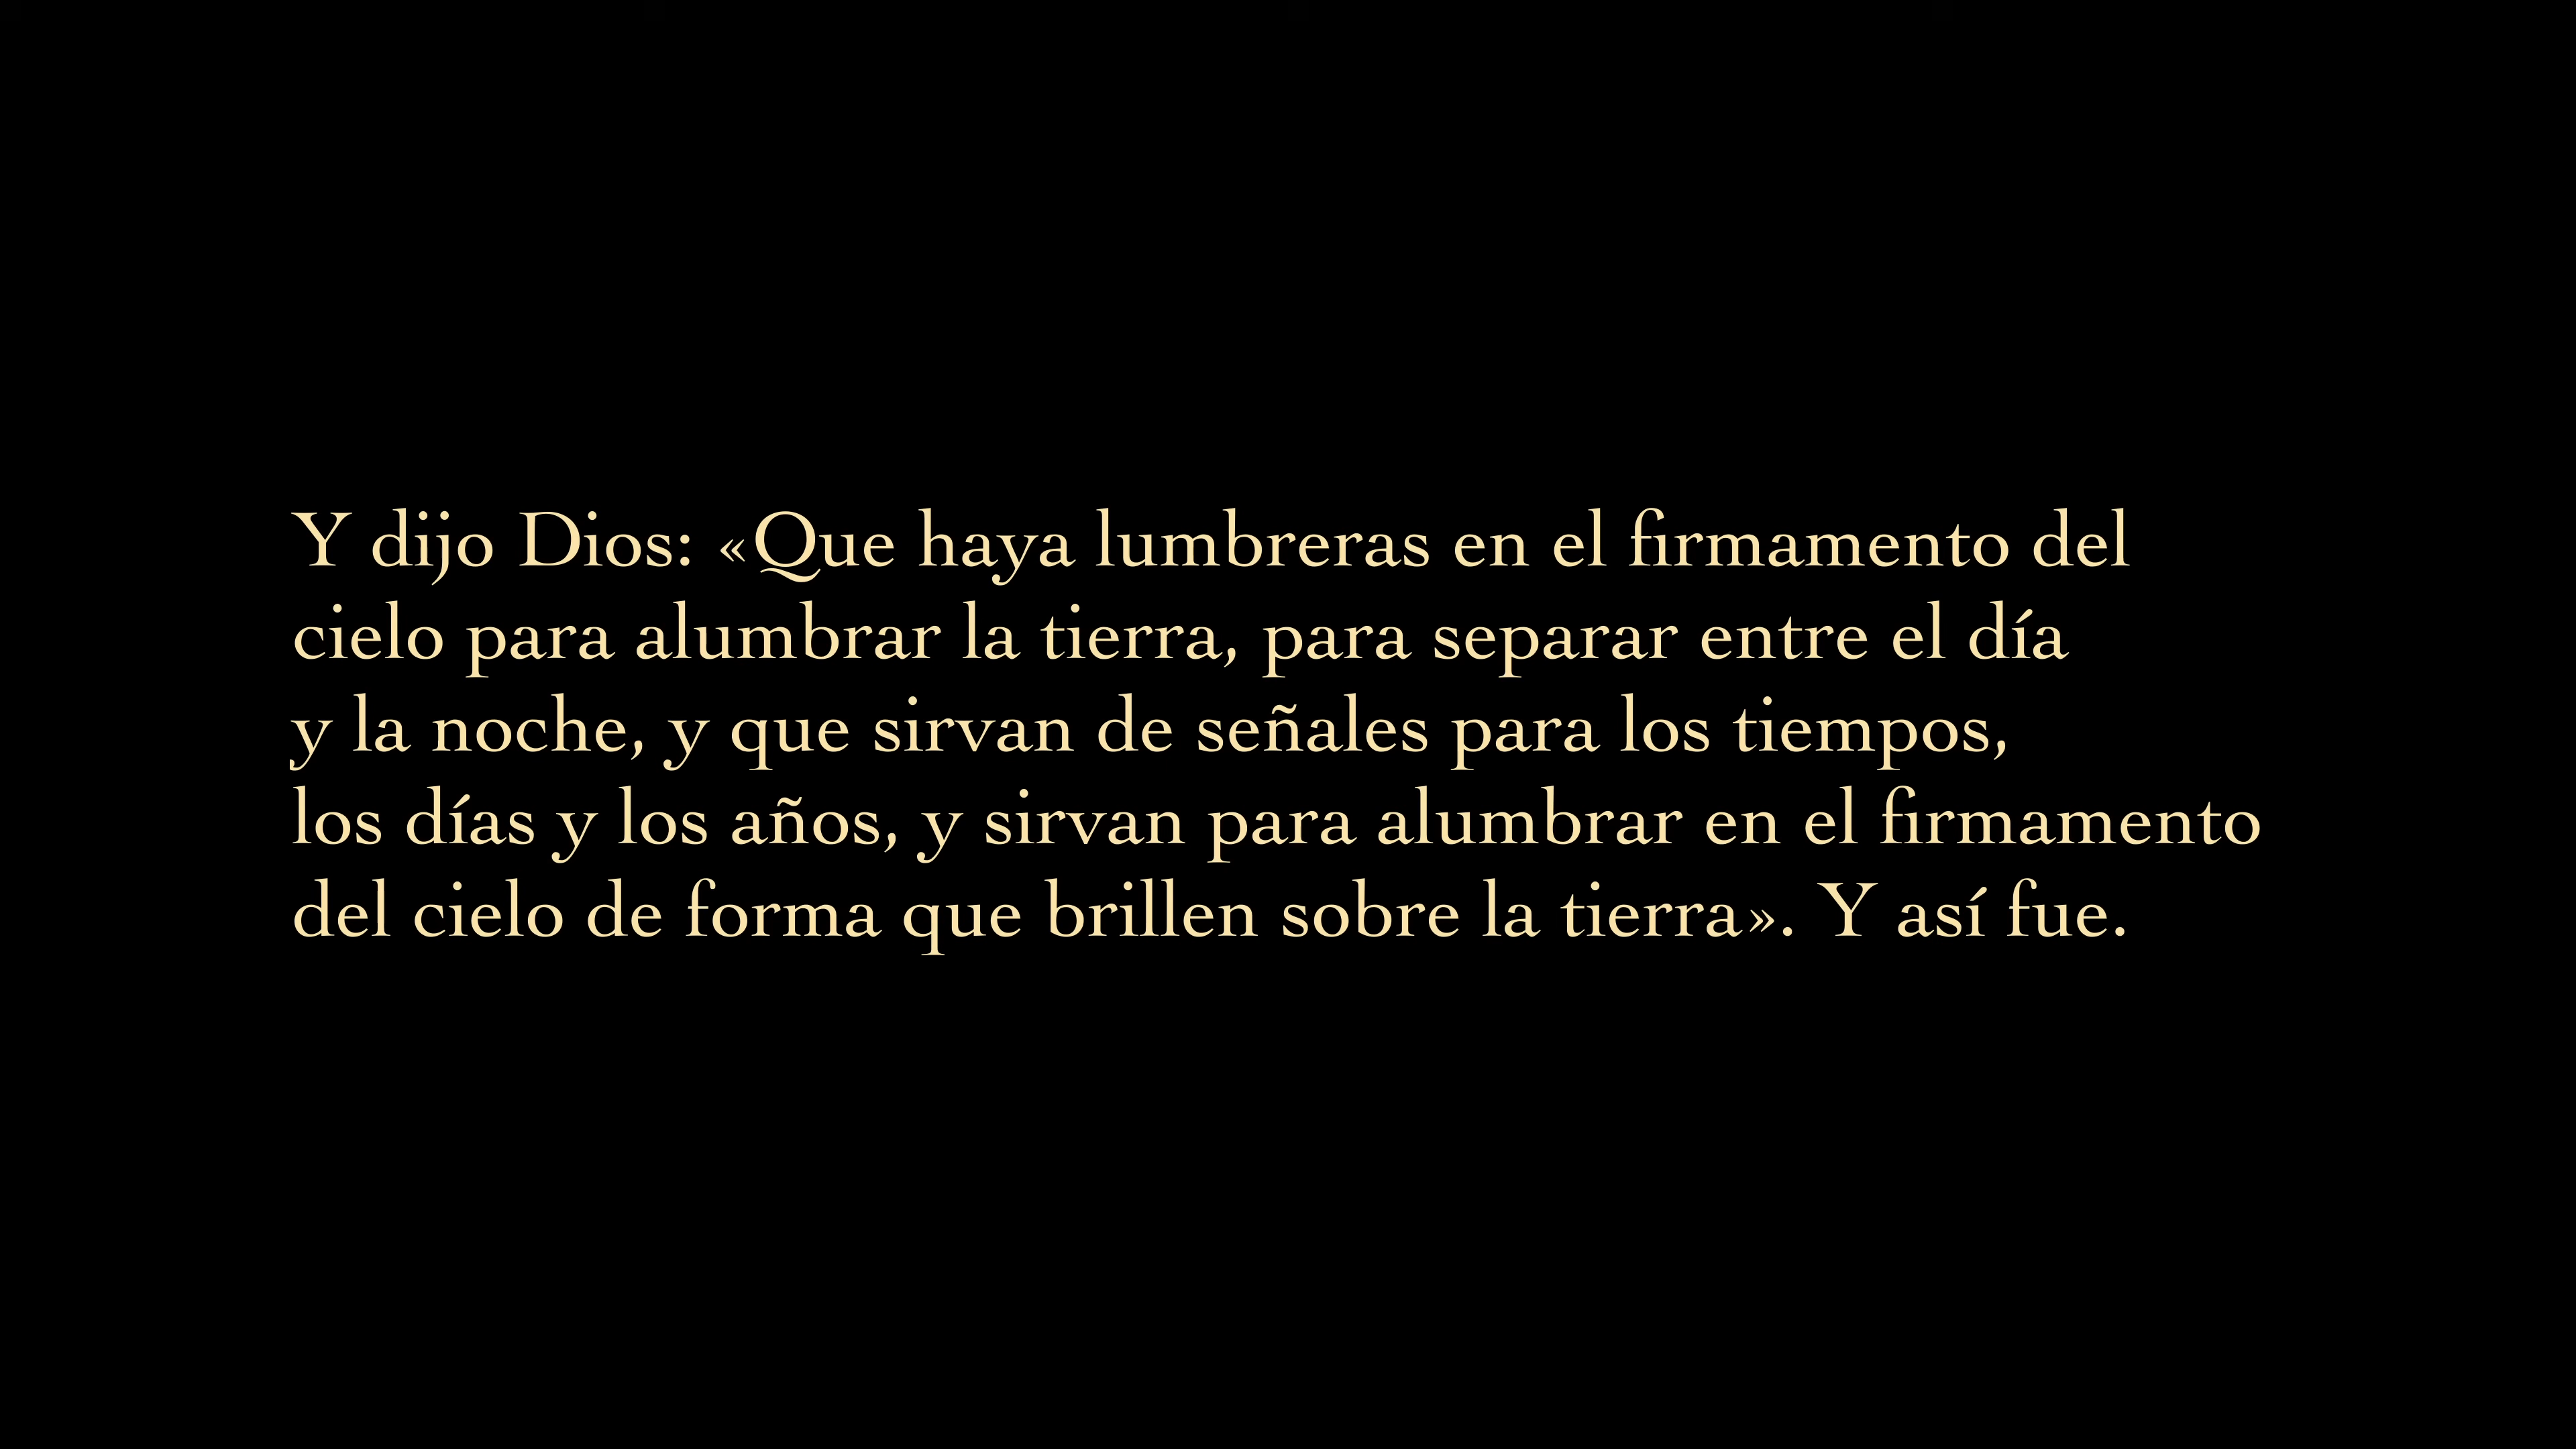 Y dijo Dios: «Que haya lumbreras en el firmamento del
cielo para alumbrar la tierra, para separar entre el día
y la noche, y que sirvan de señales para los tiempos,
los días y los años, y sirvan para alumbrar en el firmamento
del cielo de forma que brillen sobre la tierra». Y así fue.